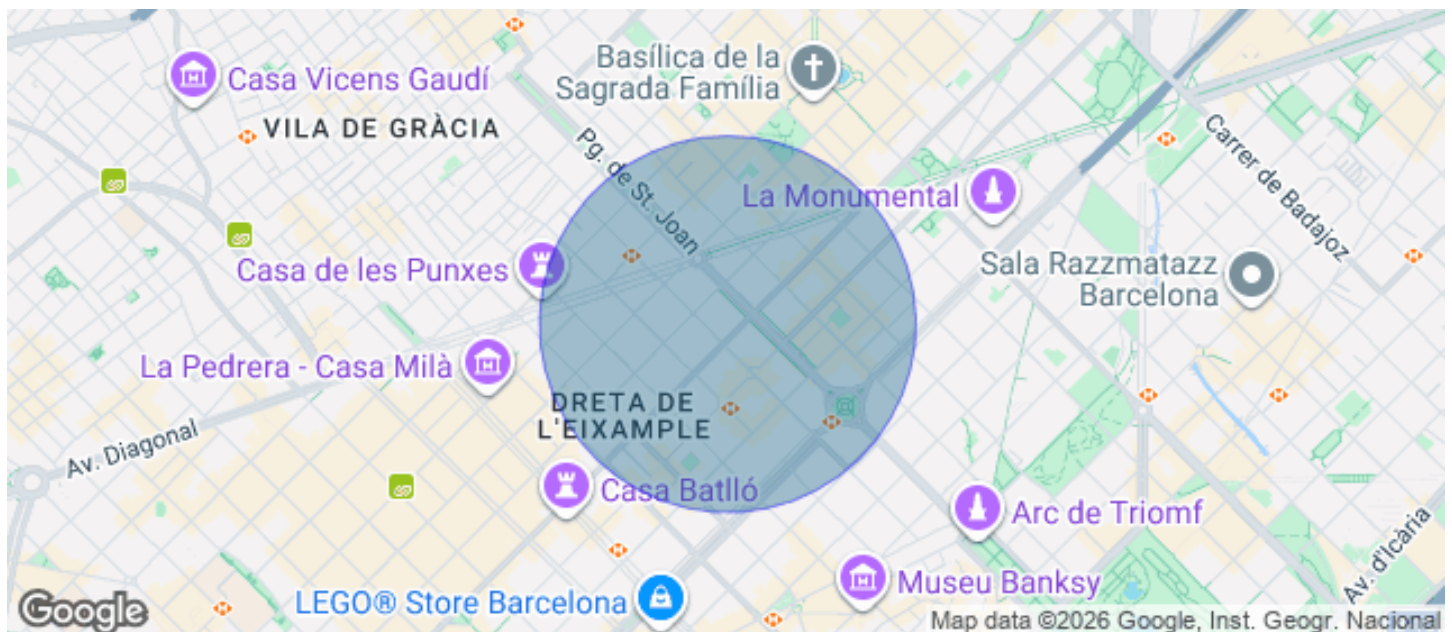 Basílica de la
Sagrada Família
Casa Vicens Gaudí
VILA DE GRÀCIA
Pg. de St. Joan
Carrer de Badajoz
La Monumental
Casa de les Punxes
Sala Razzmatazz
Barcelona
La Pedrera - Casa Milà
DRETA DE
L'EIXAMPLE
Av. Diagonal
Casa Batlló
Arc de Triomf
Av. d'Icària
Museu Banksy
LEGO® Store Barcelona
Google
Map data ©2026 Google, Inst. Geogr. Nacional